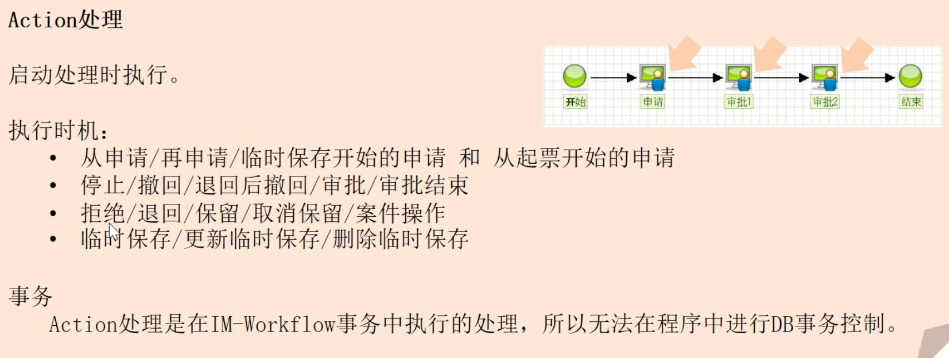 Action处理
启动处理时执行。
开始 申请 审批1 审批2 结束
执行时机：
• 从申请/再申请/临时保存开始的申请 和 从起票开始的申请
• 停止/撤回/退回后撤回/审批/审批结束
• 拒绝/退回/保留/取消保留/案件操作
• 临时保存/更新临时保存/删除临时保存
事务
Action处理是在IM-Workflow事务中执行的处理，所以无法在程序中进行DB事务控制。